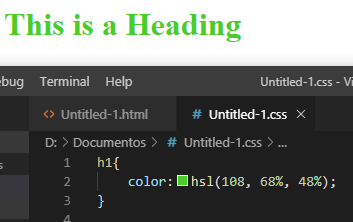 This is a Heading
ebug Terminal Help Untitled-1.css - Vi
<> Untitled-1.html # Untitled-1.css ×
D: > Documentos > # Untitled-1.css > ...
1 h1{
2 color: hsl(108, 68%, 48%);
3 }